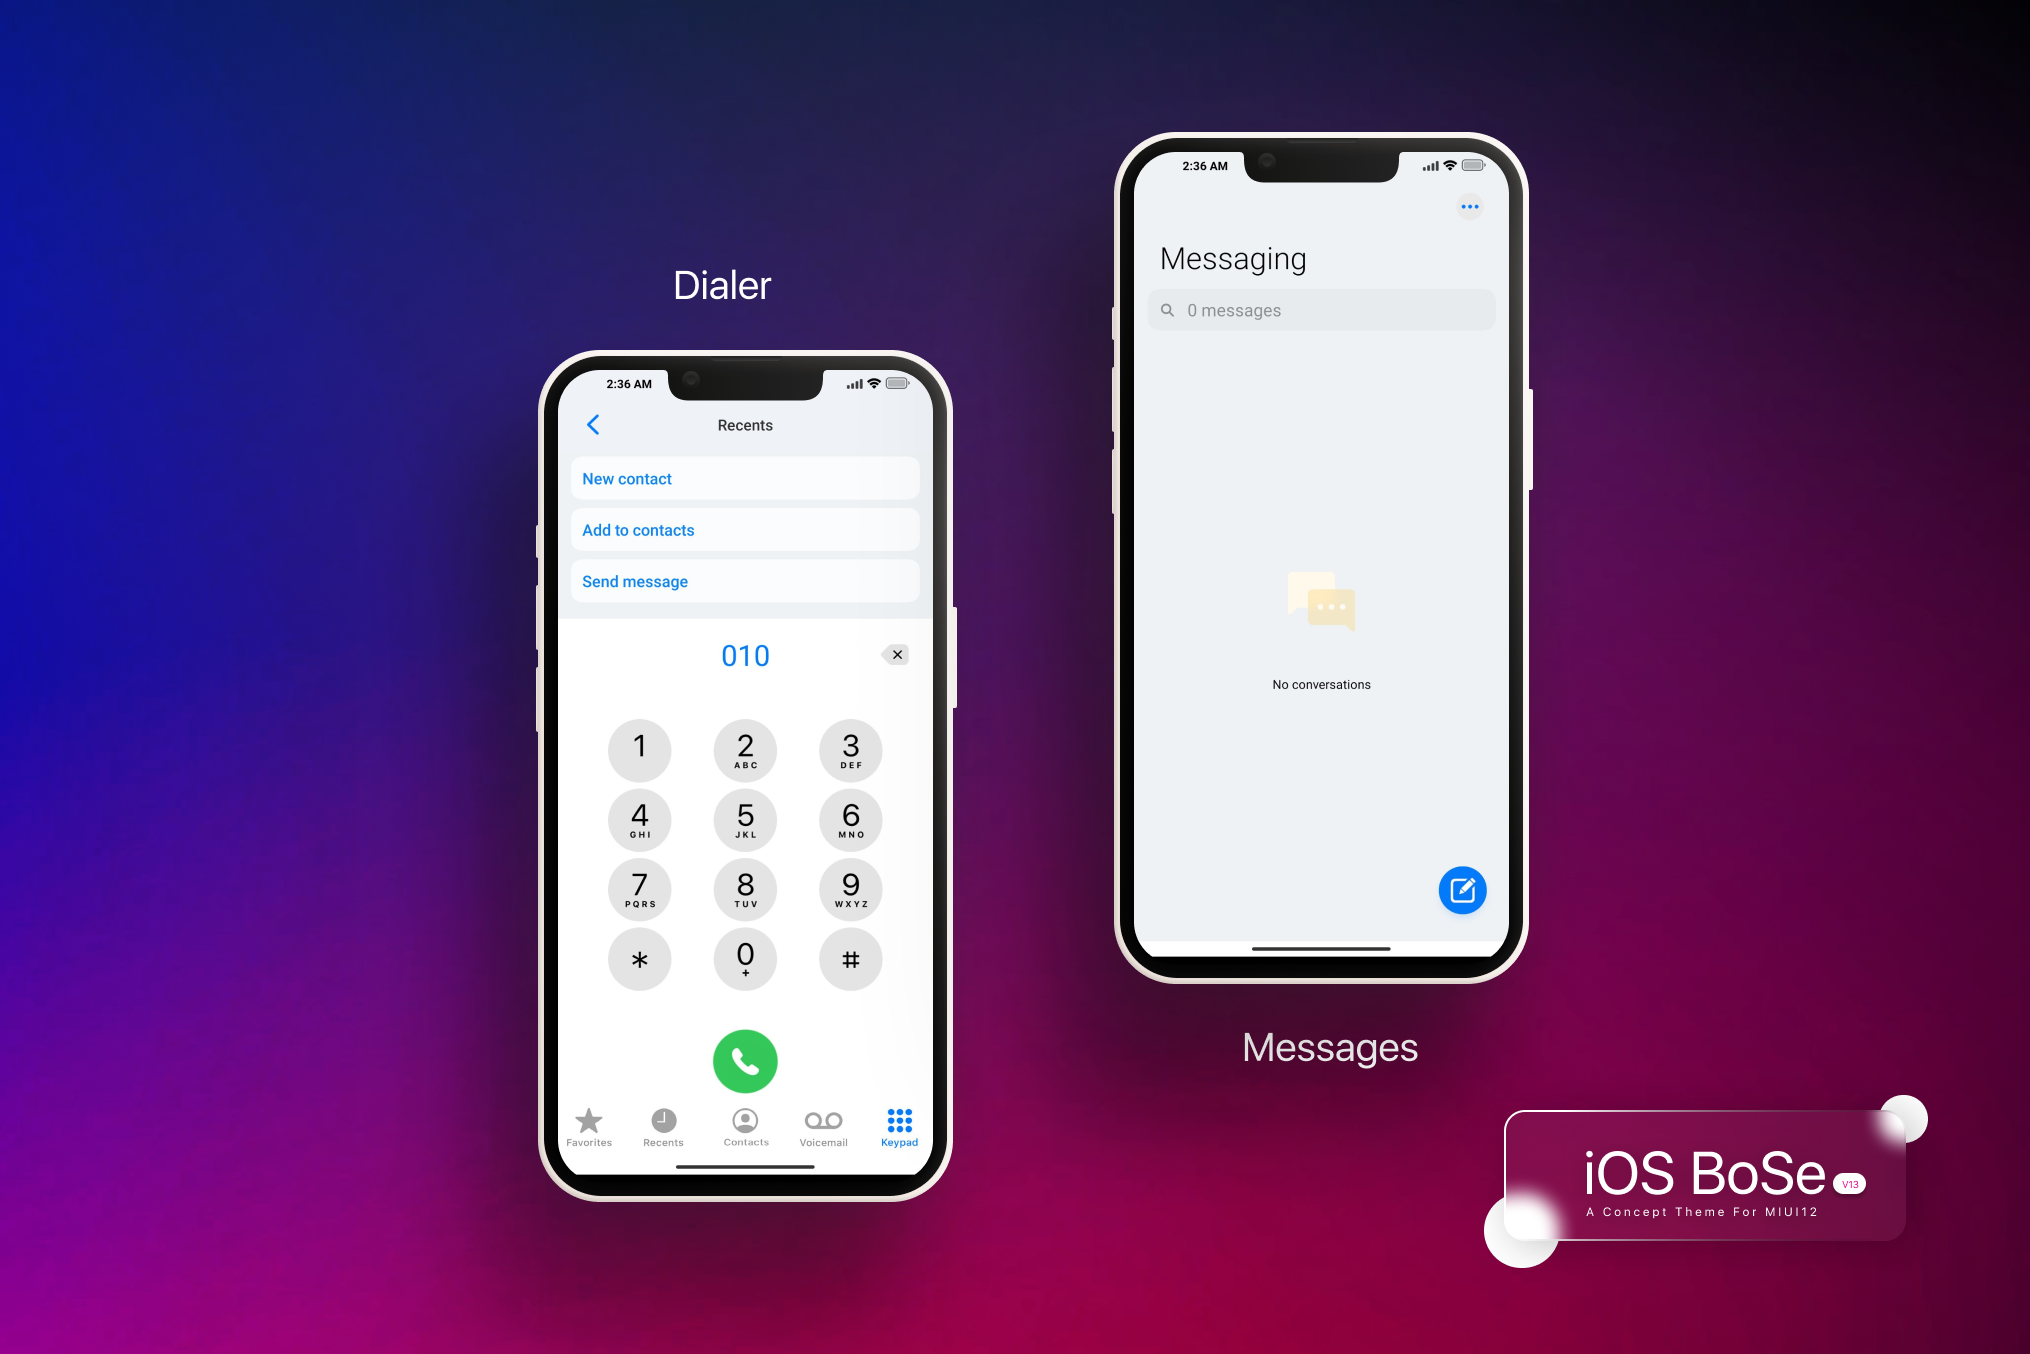 Dialer
2:36 AM
Recents
New contact
Add to contacts
Send message
010
1
2
ABC
3
DEF
4
GHI
5
JKL
6
MNO
7
PQRS
8
TUV
9
WXYZ
*
0
+
#
Favorites
Recents
Contacts
Voicemail
Keypad
2:36 AM
Messaging
0 messages
No conversations
Messages
iOS BoSe V13
A Concept Theme For MIUI12